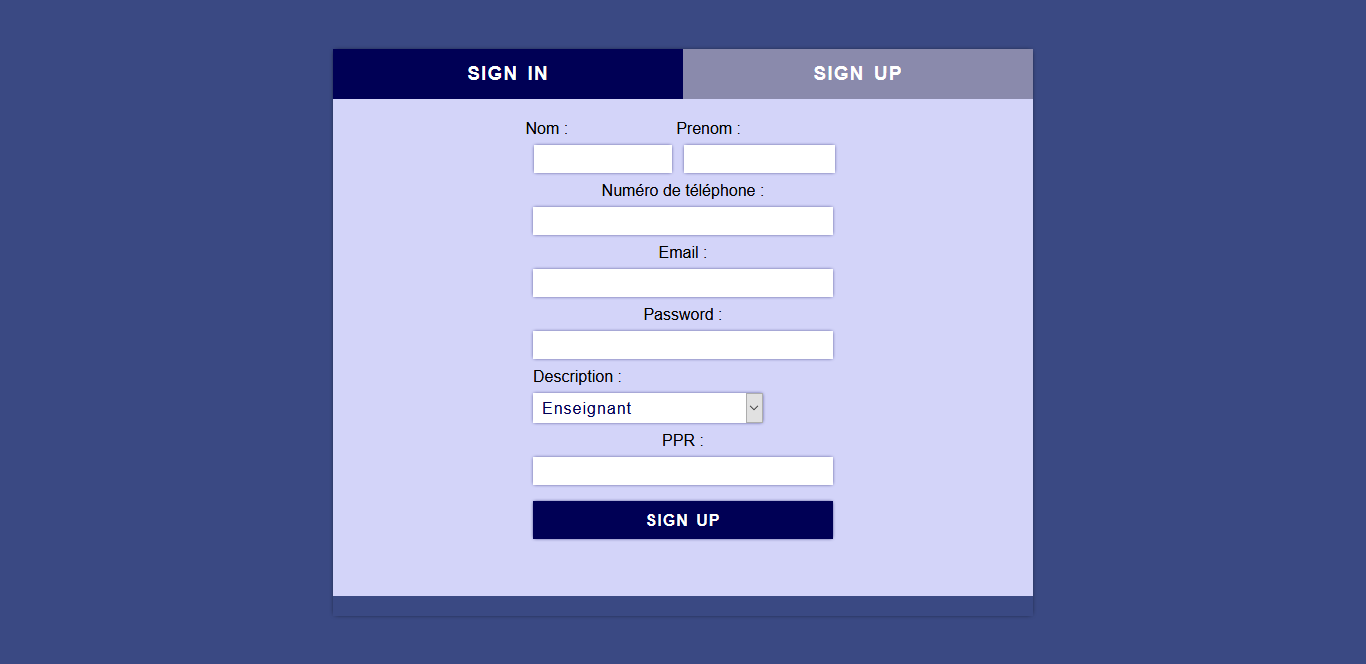 SIGN IN SIGN UP
Nom : Prenom :
Numéro de téléphone :
Email :
Password :
Description :
Enseignant
PPR :
SIGN UP